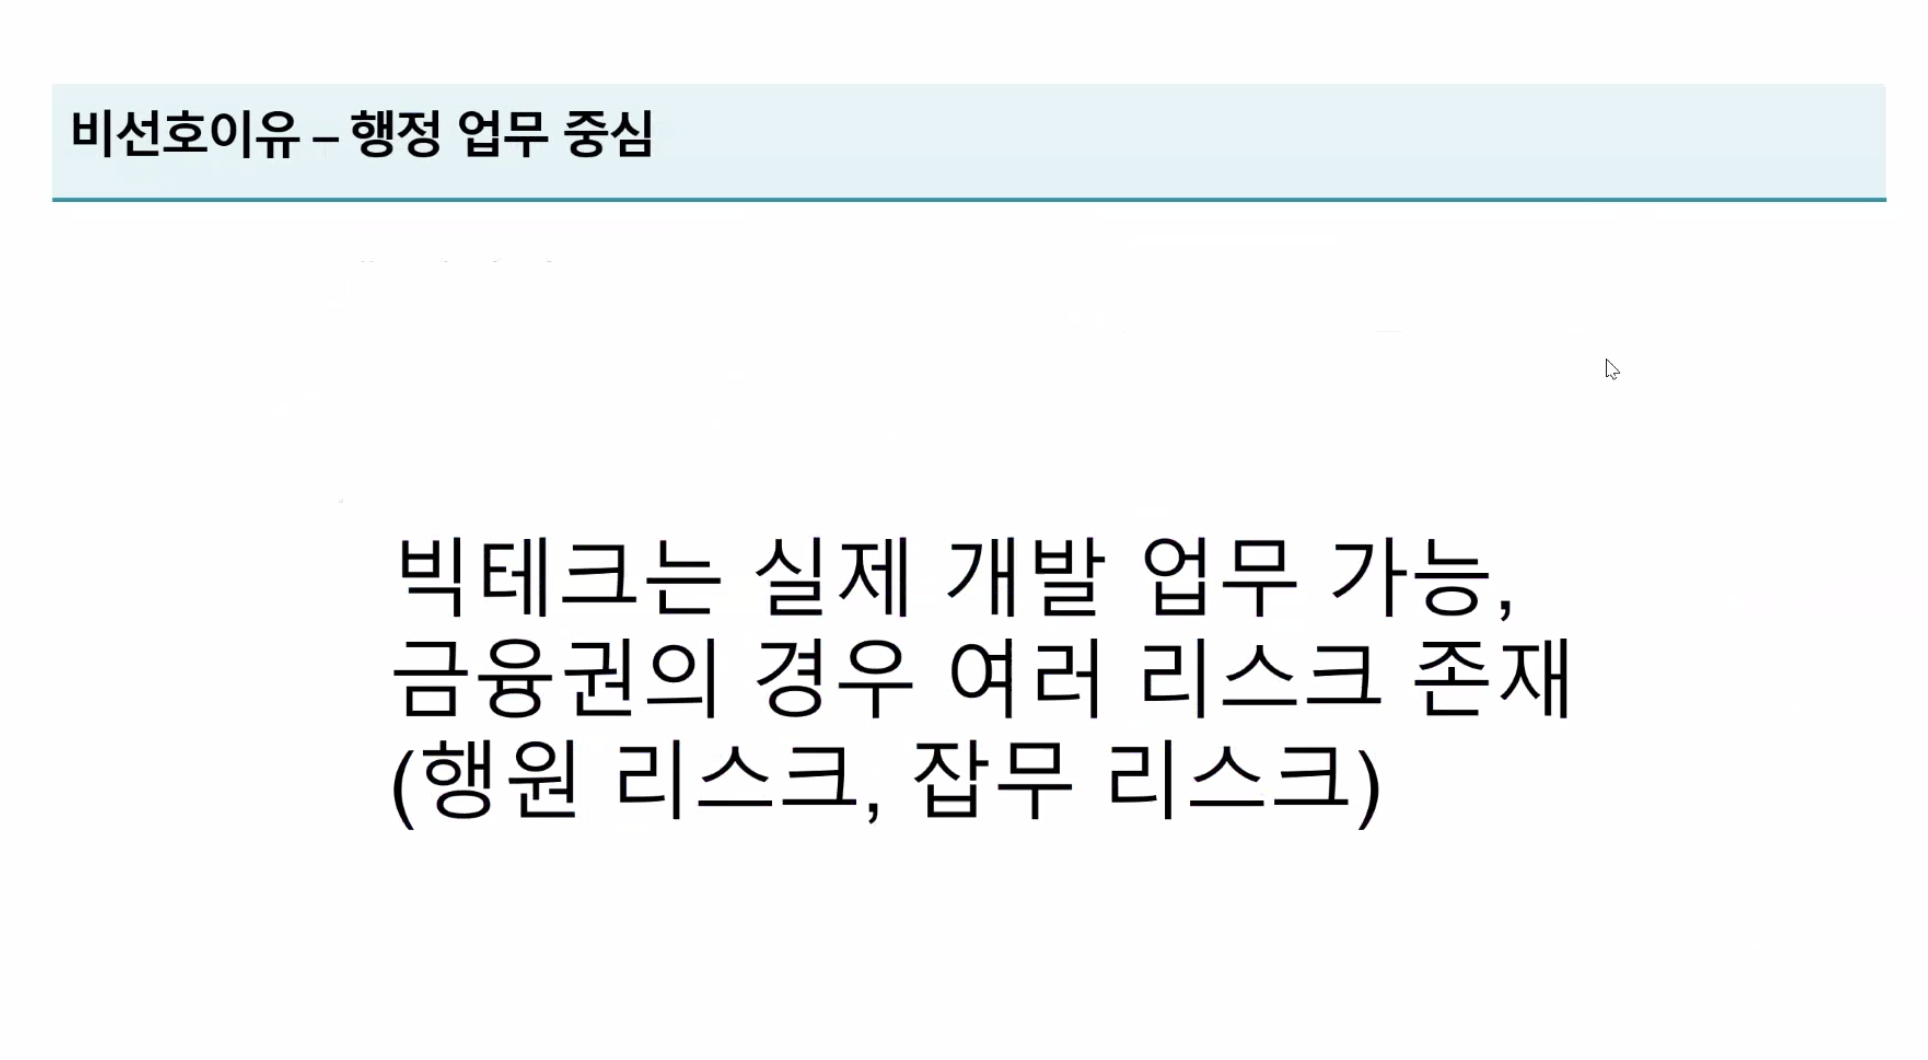 비선호이유 – 행정 업무 중심
빅테크는 실제 개발 업무 가능,
금융권의 경우 여러 리스크 존재
(행원 리스크, 잡무 리스크)